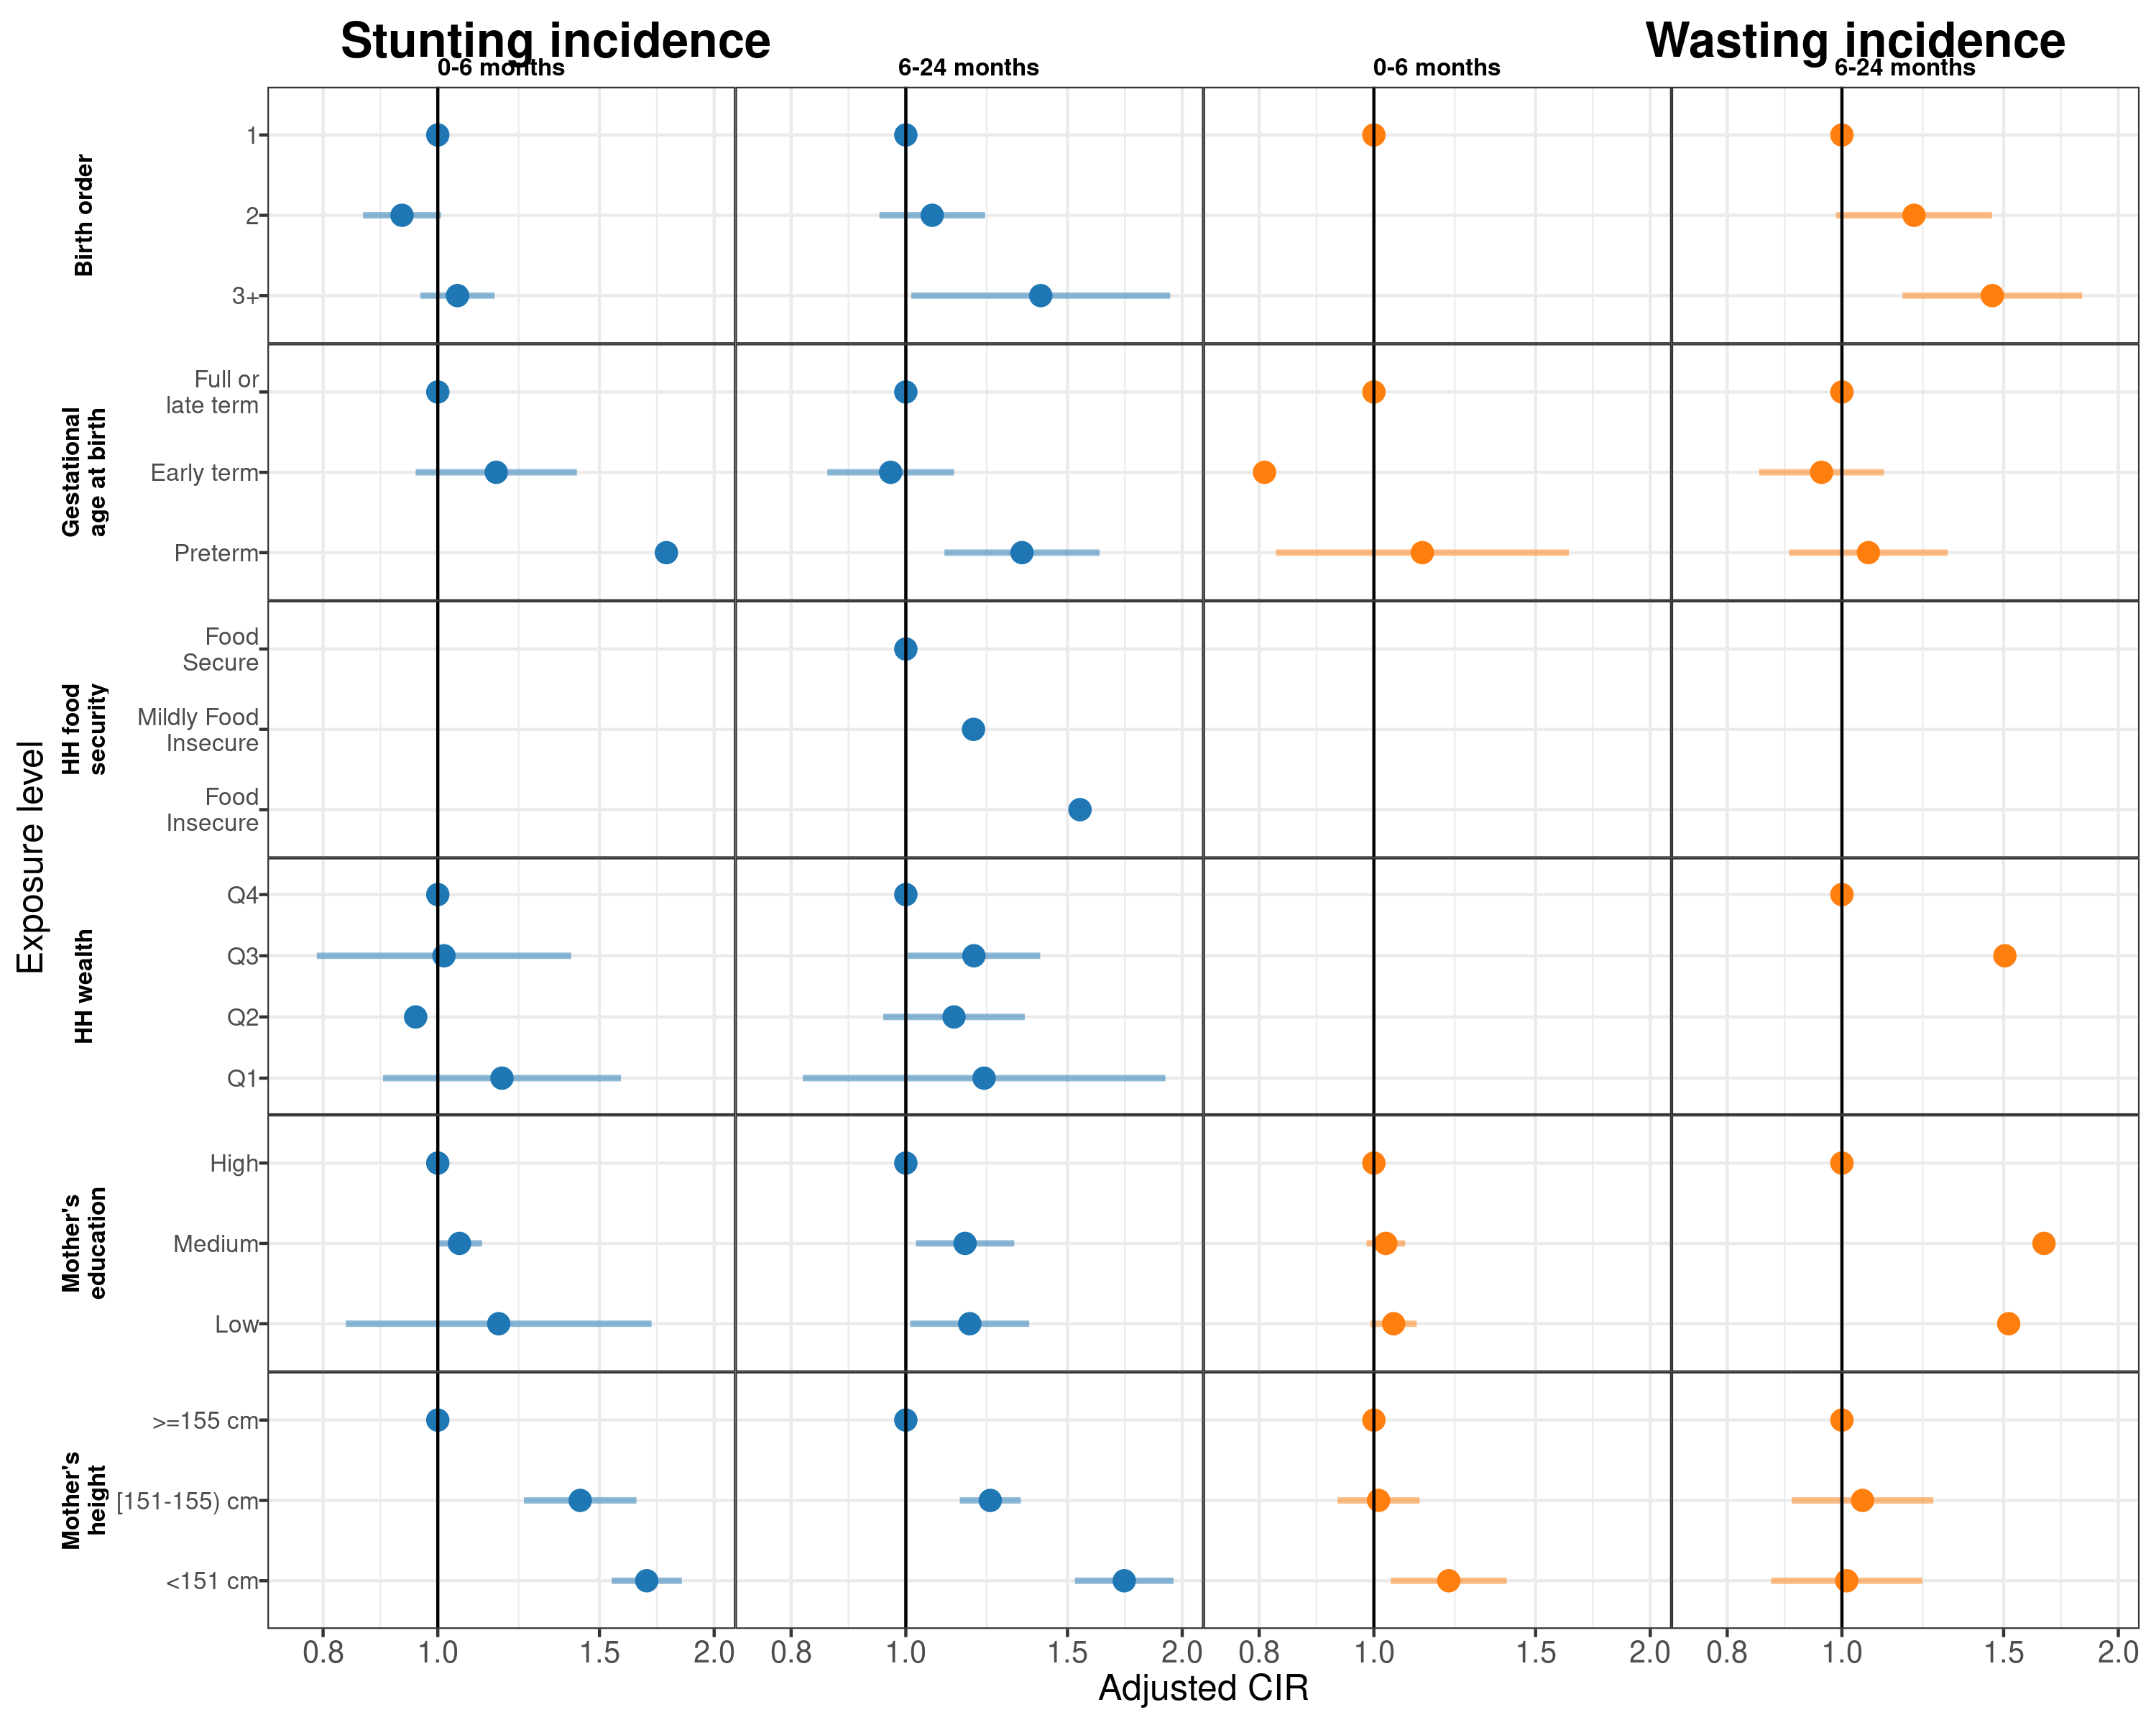 Stunting incidence
Wasting incidence
0-6 months
6-24 months
0-6 months
6-24 months
Exposure level
Birth order
1
2
3+
Gestational
age at birth
Full or
late term
Early term
Preterm
HH food
security
Food
Secure
Mildly Food
Insecure
Food
Insecure
HH wealth
Q4
Q3
Q2
Q1
Mother's
education
High
Medium
Low
Mother's
height
>=155 cm
[151-155) cm
<151 cm
0.8 1.0 1.5 2.0 0.8 1.0 1.5 2.0 0.8 1.0 1.5 2.0 0.8 1.0 1.5 2.0
Adjusted CIR